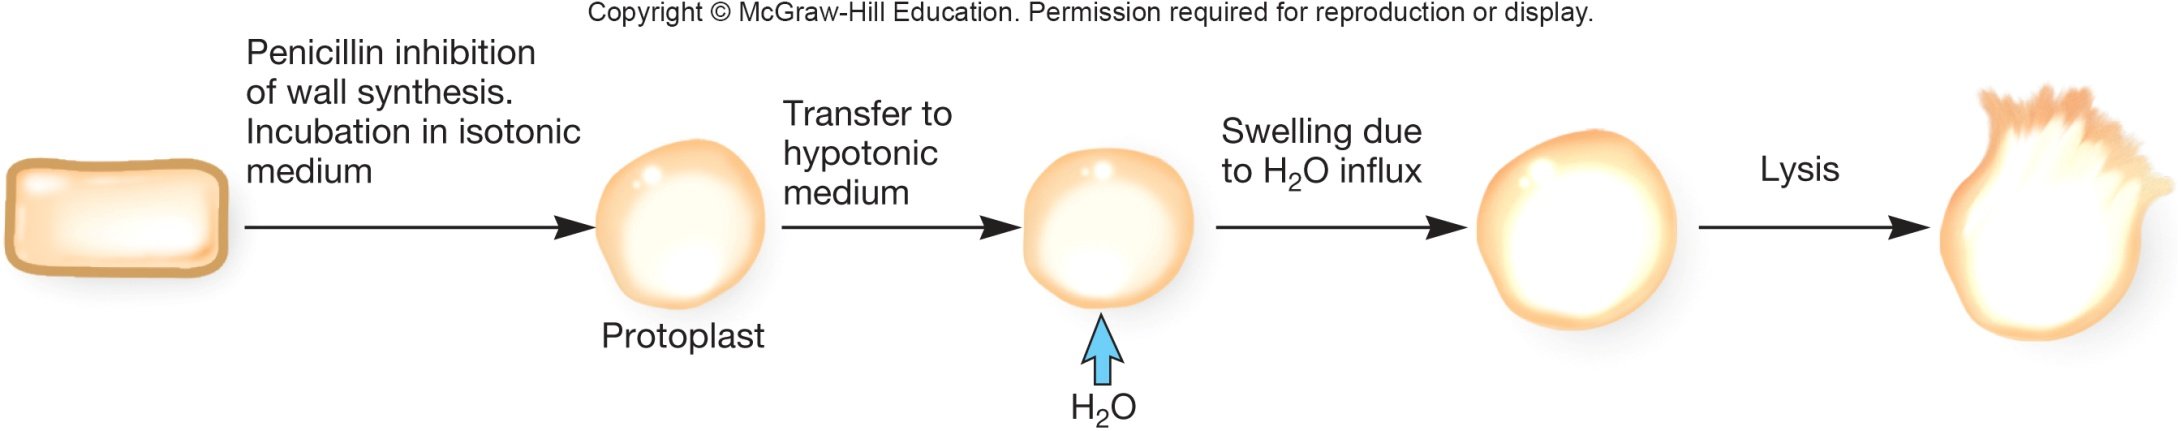 Copyright © McGraw-Hill Education. Permission required for reproduction or display.
Penicillin inhibition
of wall synthesis.
Incubation in isotonic
medium
Protoplast
Transfer to
hypotonic
medium
H₂O
Swelling due
to H₂O influx
Lysis